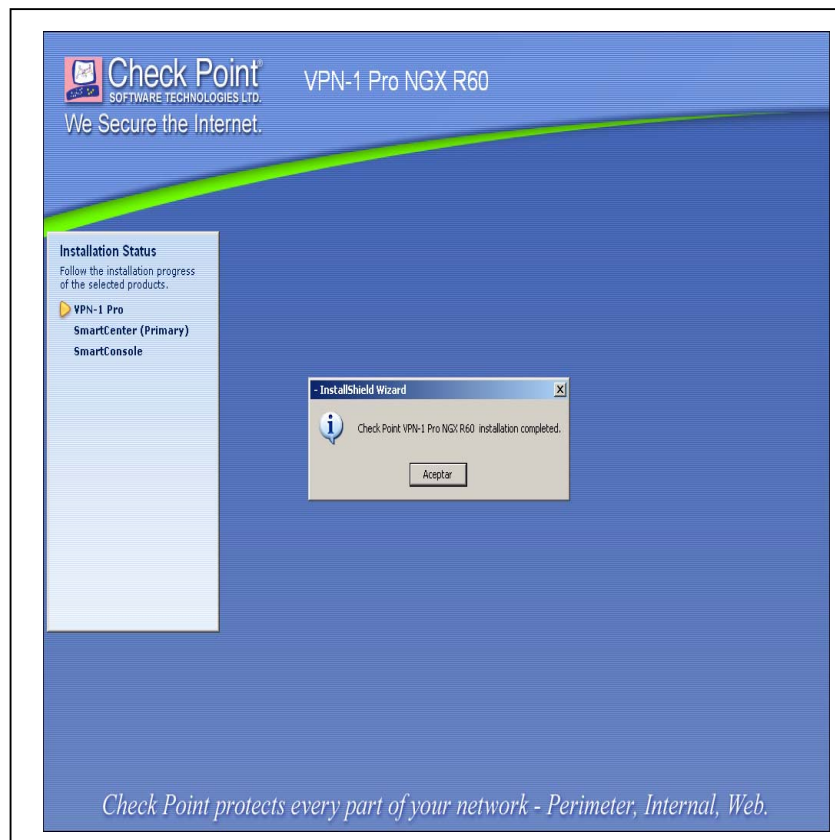 Check Point®
SOFTWARE TECHNOLOGIES LTD.
We Secure the Internet.
VPN-1 Pro NGX R60
Installation Status
Follow the installation progress
of the selected products.
VPN-1 Pro
SmartCenter (Primary)
SmartConsole
- InstallShield Wizard
Check Point VPN-1 Pro NGX R60 installation completed.
Aceptar
Check Point protects every part of your network - Perimeter, Internal, Web.